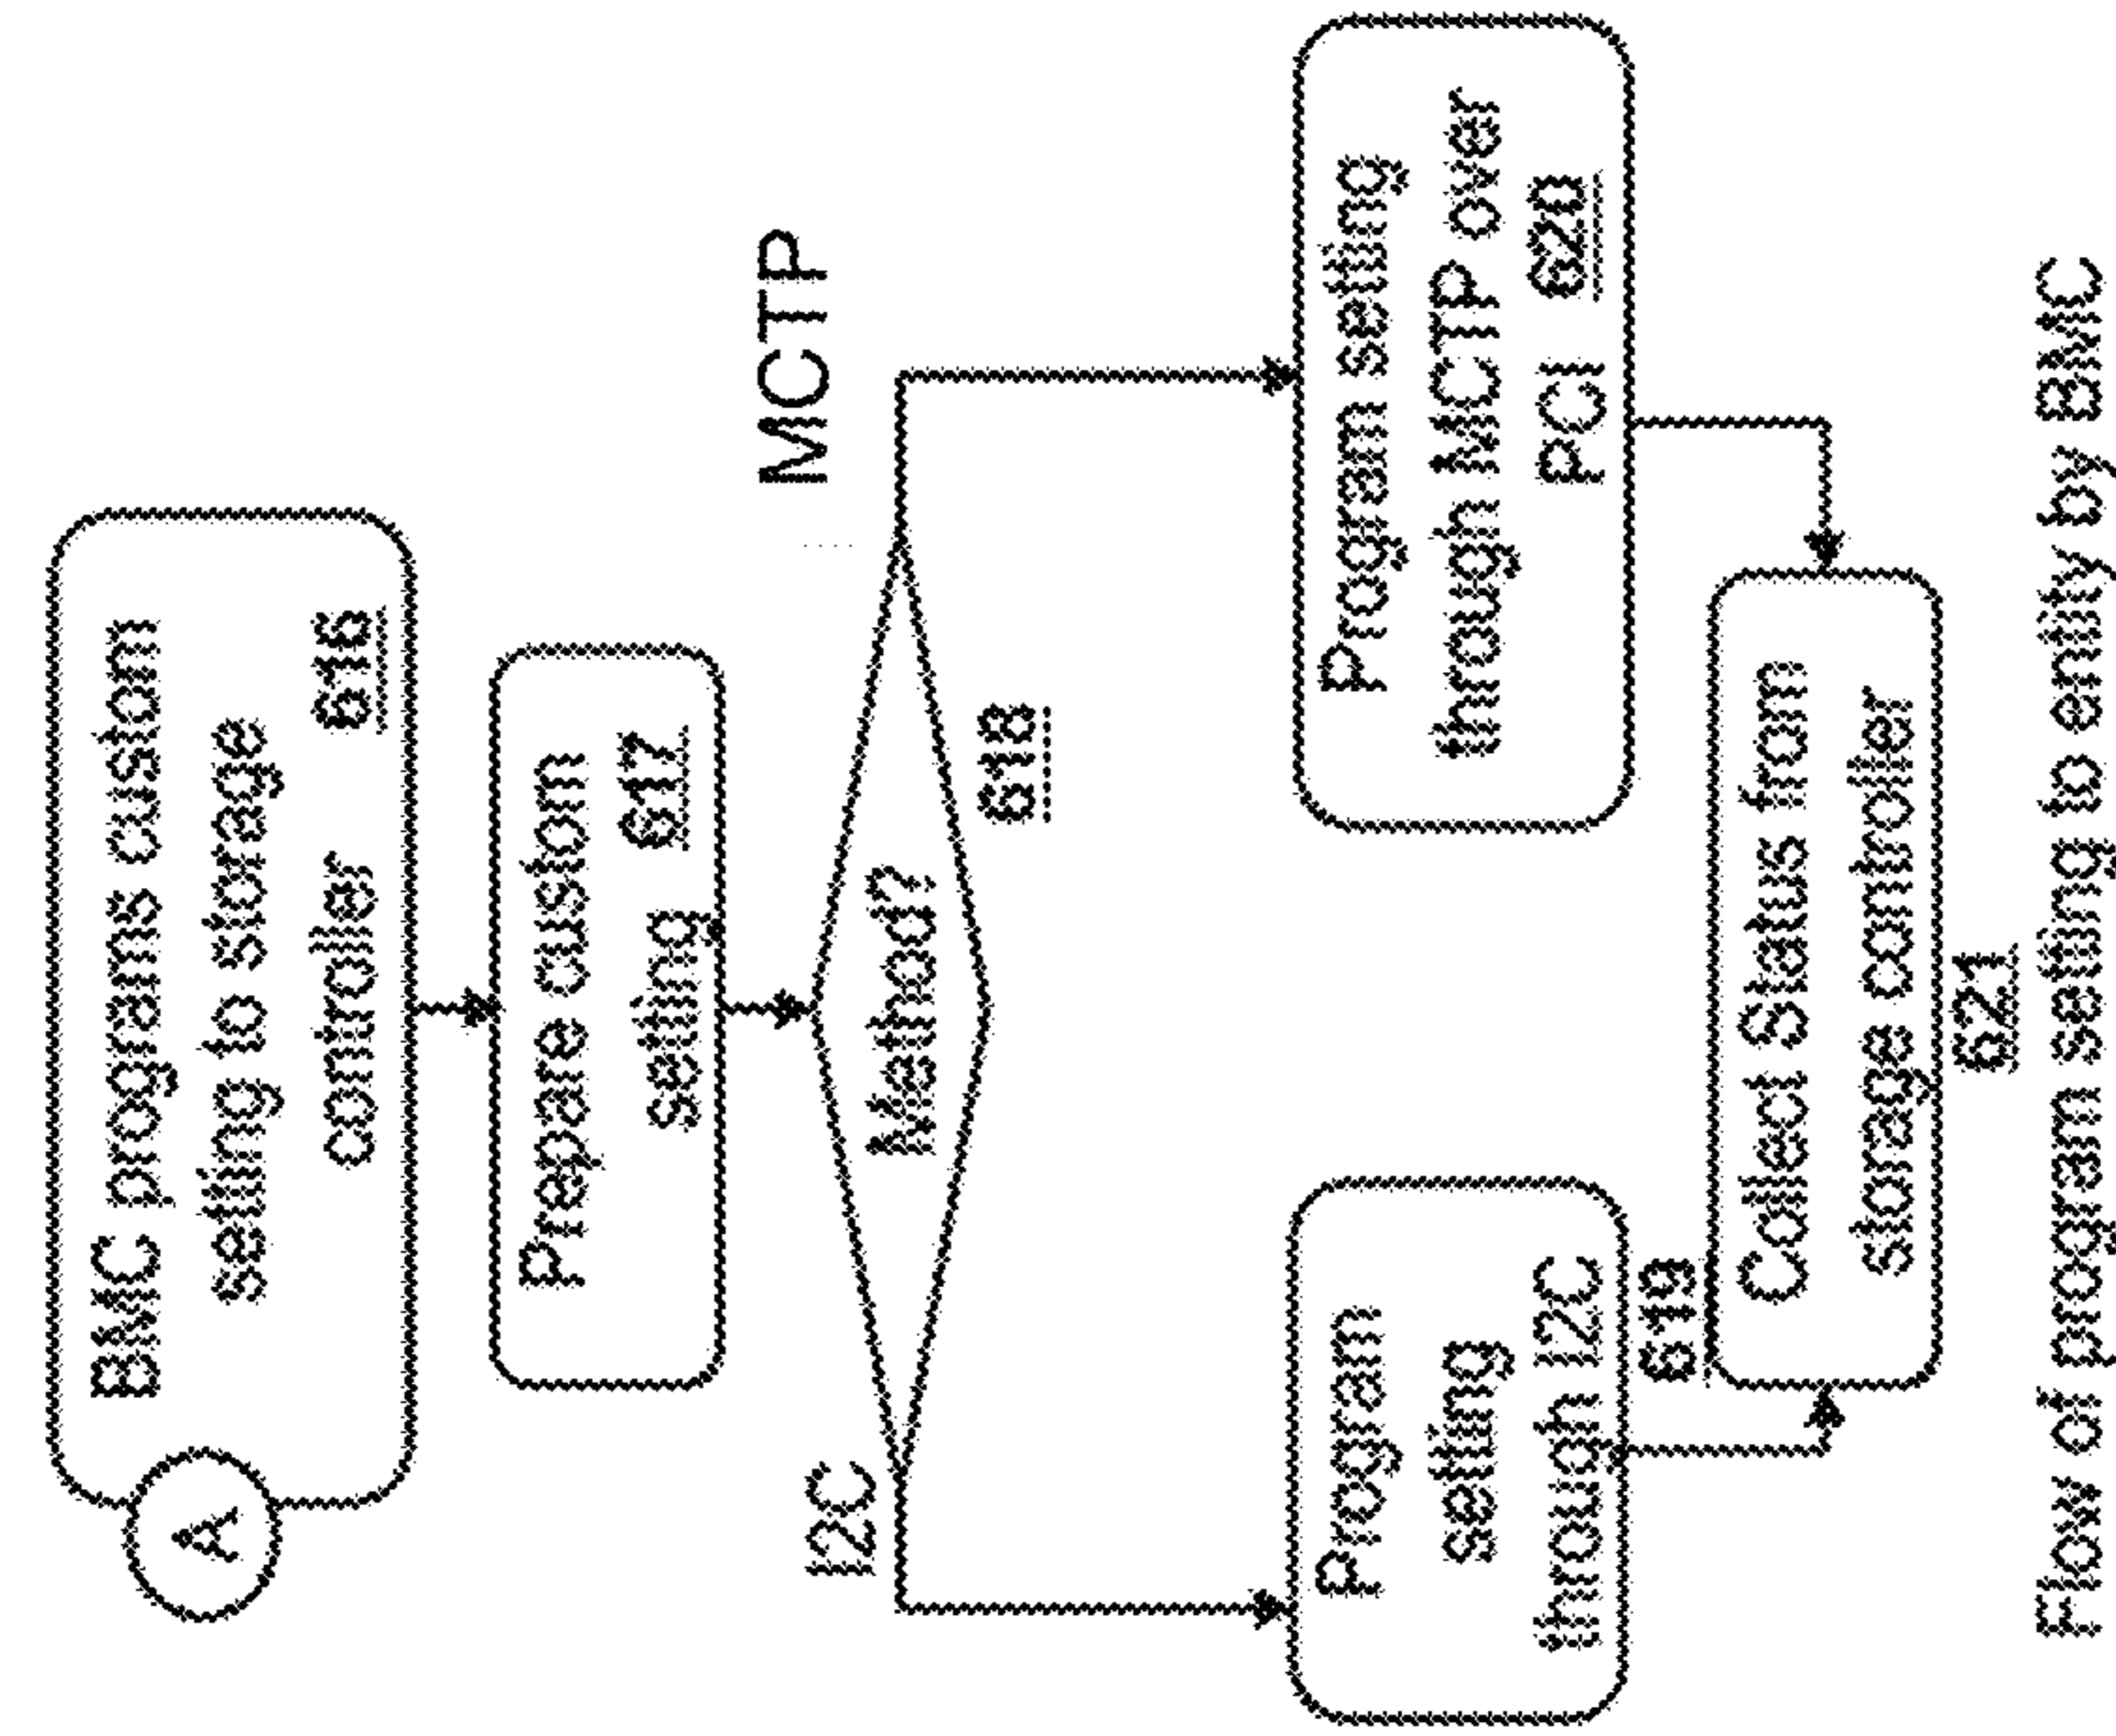 A
BMC programs custom
setting to storage
controller 616
Prepare custom
setting 617
I2C
MCTP
Method?
618
Program
setting
through I2C
619
Program setting
through MCTP over
PCI 620
Collect Status from
storage controller
621
Flow of program setting to entity by BMC